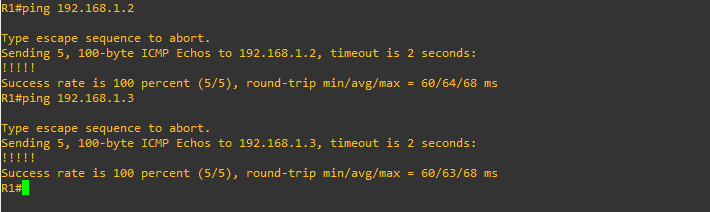 R1#ping 192.168.1.2
Type escape sequence to abort.
Sending 5, 100-byte ICMP Echos to 192.168.1.2, timeout is 2 seconds:
!!!!!
Success rate is 100 percent (5/5), round-trip min/avg/max = 60/64/68 ms
R1#ping 192.168.1.3
Type escape sequence to abort.
Sending 5, 100-byte ICMP Echos to 192.168.1.3, timeout is 2 seconds:
!!!!!
Success rate is 100 percent (5/5), round-trip min/avg/max = 60/63/68 ms
R1#